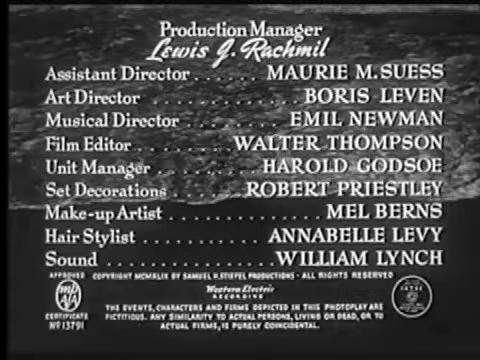 Production Manager
Lewis J. Rachmil
Assistant Director ...... MAURIE M. SUESS
Art Director ............ BORIS LEVEN
Musical Director ........ EMIL NEWMAN
Film Editor ....... WALTER THOMPSON
Unit Manager ........ HAROLD GODSOE
Set Decorations ...... ROBERT PRIESTLEY
Make-up Artist ............. MEL BERNS
Hair Stylist .......... ANNABELLE LEVY
Sound ............... WILLIAM LYNCH
APPROVED COPYRIGHT MCMXLIX BY SAMUEL H. STIEFEL PRODUCTIONS - ALL RIGHTS RESERVED
Western Electric
RECORDING
THE EVENTS, CHARACTERS AND FIRMS DEPICTED IN THIS PHOTOPLAY ARE
FICTITIOUS. ANY SIMILARITY TO ACTUAL PERSONS, LIVING OR DEAD, OR TO
ACTUAL FIRMS, IS PURELY COINCIDENTAL.
CERTIFICATE
No 13791
IATSE